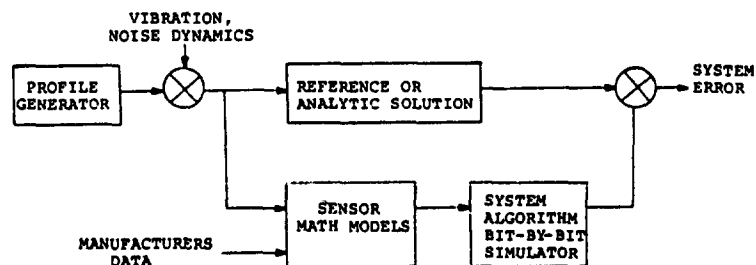 VIBRATION,
NOISE DYNAMICS
PROFILE
GENERATOR
REFERENCE OR
ANALYTIC SOLUTION
SYSTEM
ERROR
SENSOR
MATH MODELS
SYSTEM
ALGORITHM
BIT-BY-BIT
SIMULATOR
MANUFACTURERS
DATA